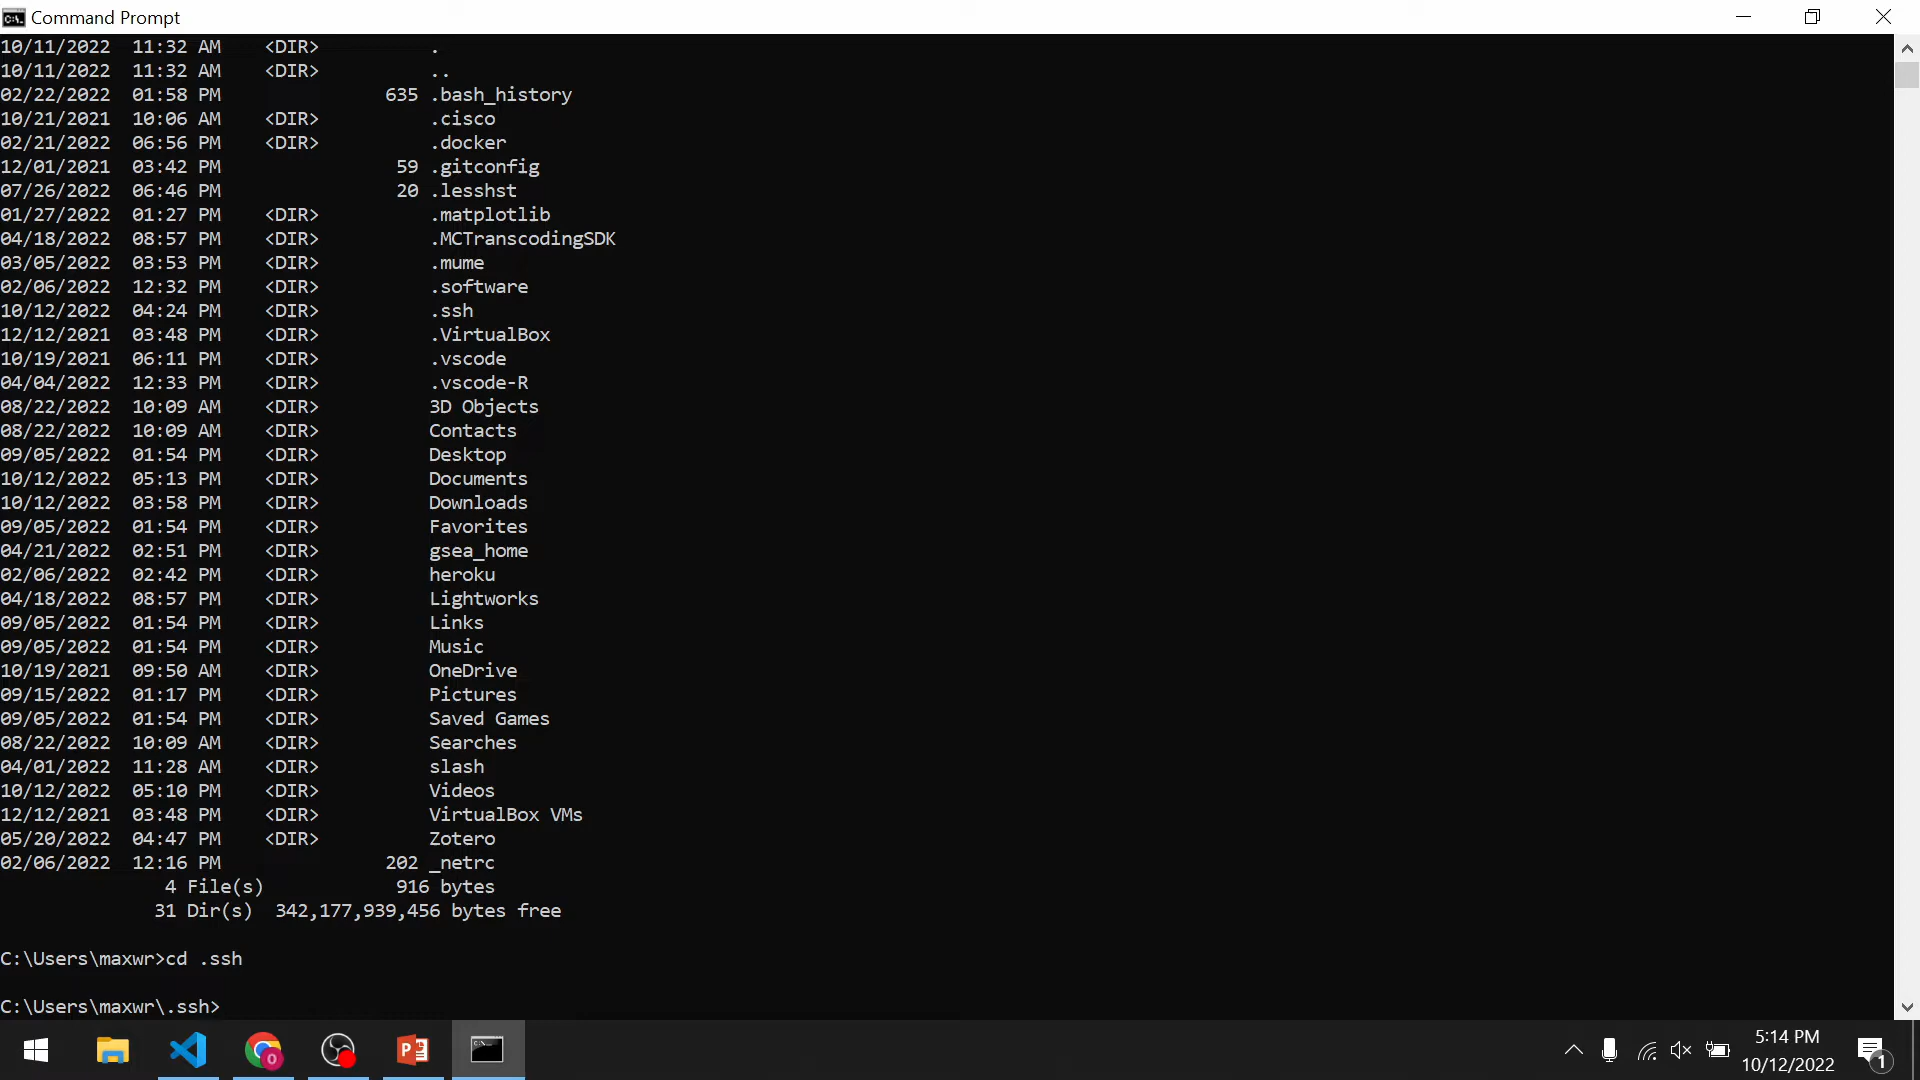 Command Prompt
10/11/2022  11:32 AM    <DIR>          .
10/11/2022  11:32 AM    <DIR>          ..
02/22/2022  01:58 PM               635 .bash_history
10/21/2021  10:06 AM    <DIR>          .cisco
02/21/2022  06:56 PM    <DIR>          .docker
12/01/2021  03:42 PM                59 .gitconfig
07/26/2022  06:46 PM                20 .lesshst
01/27/2022  01:27 PM    <DIR>          .matplotlib
04/18/2022  08:57 PM    <DIR>          .MCTranscodingSDK
03/05/2022  03:53 PM    <DIR>          .mume
02/06/2022  12:32 PM    <DIR>          .software
10/12/2022  04:24 PM    <DIR>          .ssh
12/12/2021  03:48 PM    <DIR>          .VirtualBox
10/19/2021  06:11 PM    <DIR>          .vscode
04/04/2022  12:33 PM    <DIR>          .vscode-R
08/22/2022  10:09 AM    <DIR>          3D Objects
08/22/2022  10:09 AM    <DIR>          Contacts
09/05/2022  01:54 PM    <DIR>          Desktop
10/12/2022  05:13 PM    <DIR>          Documents
10/12/2022  03:58 PM    <DIR>          Downloads
09/05/2022  01:54 PM    <DIR>          Favorites
04/21/2022  02:51 PM    <DIR>          gsea_home
02/06/2022  02:42 PM    <DIR>          heroku
04/18/2022  08:57 PM    <DIR>          Lightworks
09/05/2022  01:54 PM    <DIR>          Links
09/05/2022  01:54 PM    <DIR>          Music
10/19/2021  09:50 AM    <DIR>          OneDrive
09/15/2022  01:17 PM    <DIR>          Pictures
09/05/2022  01:54 PM    <DIR>          Saved Games
08/22/2022  10:09 AM    <DIR>          Searches
04/01/2022  11:28 AM    <DIR>          slash
10/12/2022  05:10 PM    <DIR>          Videos
12/12/2021  03:48 PM    <DIR>          VirtualBox VMs
05/20/2022  04:47 PM    <DIR>          Zotero
02/06/2022  12:16 PM               202 _netrc
               4 File(s)            916 bytes
              31 Dir(s)  342,177,939,456 bytes free
C:\Users\maxwr>cd .ssh
C:\Users\maxwr\.ssh>
5:14 PM
10/12/2022
1